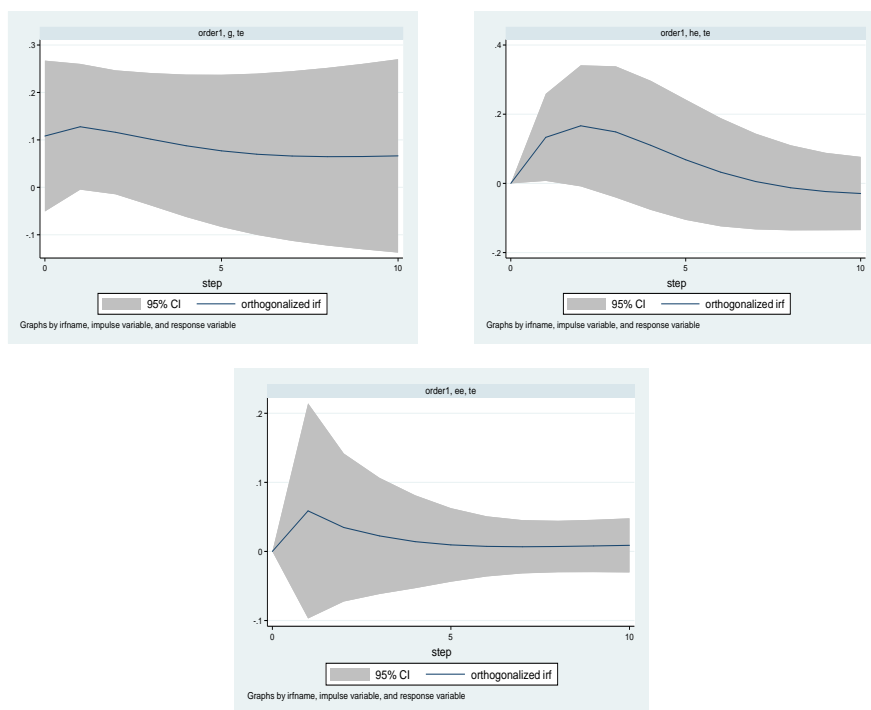 order1, g, te
.3
.2
.1
0
-.1
0 5 10
step
95% CI orthogonalized irf
Graphs by irfname, impulse variable, and response variable
order1, he, te
.4
.2
0
-.2
0 5 10
step
95% CI orthogonalized irf
Graphs by irfname, impulse variable, and response variable
order1, ee, te
.2
.1
0
-.1
0 5 10
step
95% CI orthogonalized irf
Graphs by irfname, impulse variable, and response variable